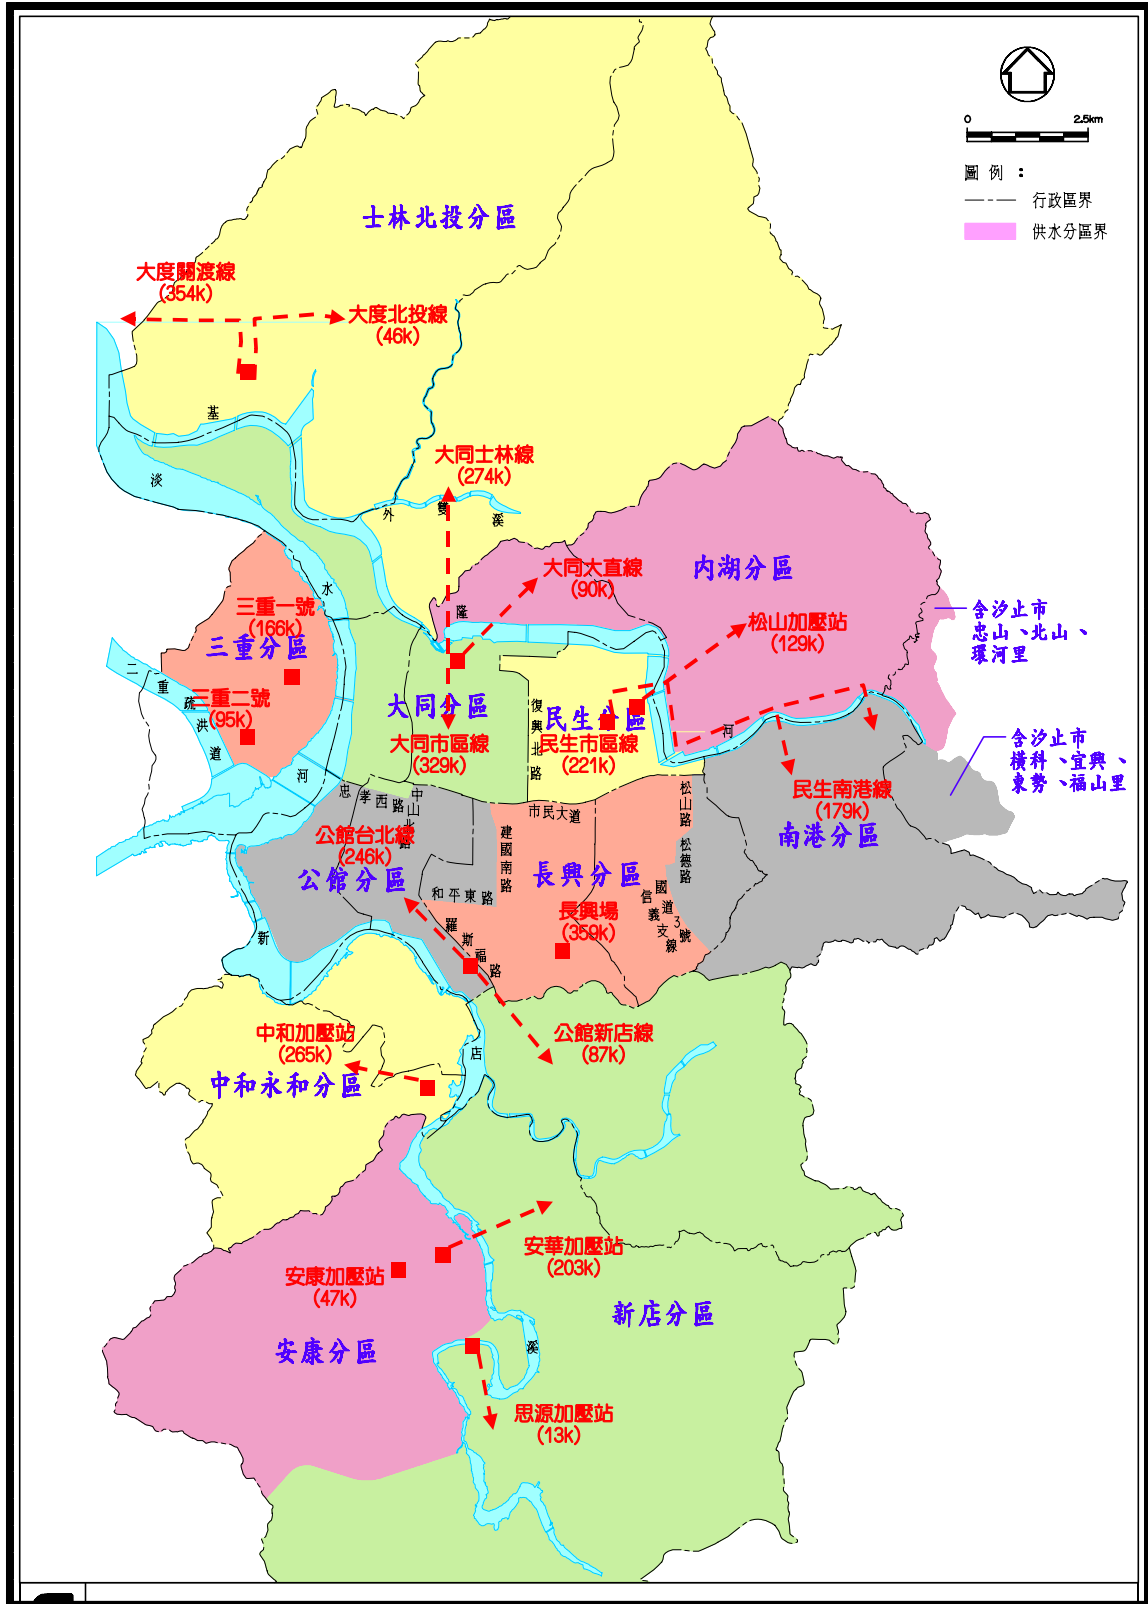 0 2.5km
圖例：
行政區界
供水分區界
士林北投分區
大度關渡線
(354k)
大度北投線
(46k)
基
淡
大同士林線
(274k)
外
雙
溪
內湖分區
大同大直線
(90k)
水
隆
三重一號
(166k)
三重分區
松山加壓站
(129k)
含汐止市
忠山、北山、
環河里
二
重
疏
洪
道
三重二號
(95k)
大同分區
復興北路
民生分區
河
大同市區線
(329k)
民生市區線
(221k)
含汐止市
橫科、宜興、
東勢、福山里
河
民生南港線
(179k)
南港分區
忠孝西路
中山北路
市民大道
松山路
松德路
公館台北線
(246k)
公館分區
建國南路
長興分區
和平東路
長興場
(359k)
國道3號
信義支線
新
羅斯福路
中和加壓站
(265k)
店
公館新店線
(87k)
中和永和分區
安華加壓站
(203k)
安康加壓站
(47k)
新店分區
安康分區
溪
思源加壓站
(13k)